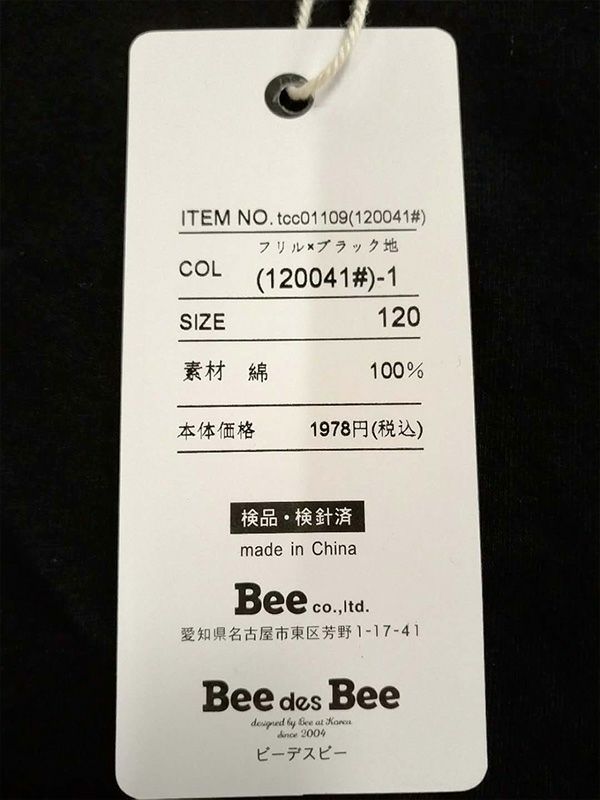 ITEM NO. tcc01109(120041#)
フリル×ブラック地
COL (120041#)-1
SIZE 120
素材 綿 100%
本体価格 1978円(税込)
検品・検針済
made in China
Bee co.,ltd.
愛知県名古屋市東区芳野1-17-41
Bee des Bee
designed by Bee at Korea
since 2004
ビーデスビー